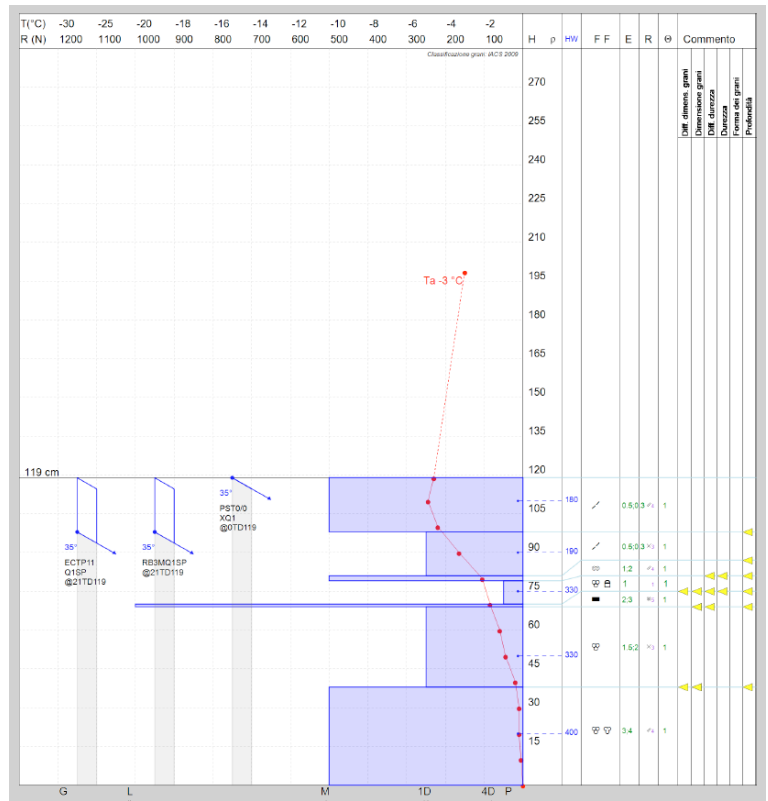 T(°C) -30 -25 -20 -18 -16 -14 -12 -10 -8 -6 -4 -2
R (N) 1200 1100 1000 900 800 700 600 500 400 300 200 100 H ρ HW F F E R Θ Commento
Classificazione grani: IACS 2009
Diff. dimens. grani
Dimensione grani
Diff. durezza
Durezza
Forma dei grani
Profondità
270
255
240
225
210
195
Ta -3 °C
180
165
150
135
120
119 cm
105
180
0.5;0.3
1
35°
PST0/0
XQ1
@0TD119
90
190
0.5;0.3
1
35°
ECTP11
Q1SP
@21TD119
35°
RB3MQ1SP
@21TD119
1;2
1
75
330
1
1
2;3
1
60
45
330
1.5;2
1
30
15
400
3;4
1
G L M 1D 4D P